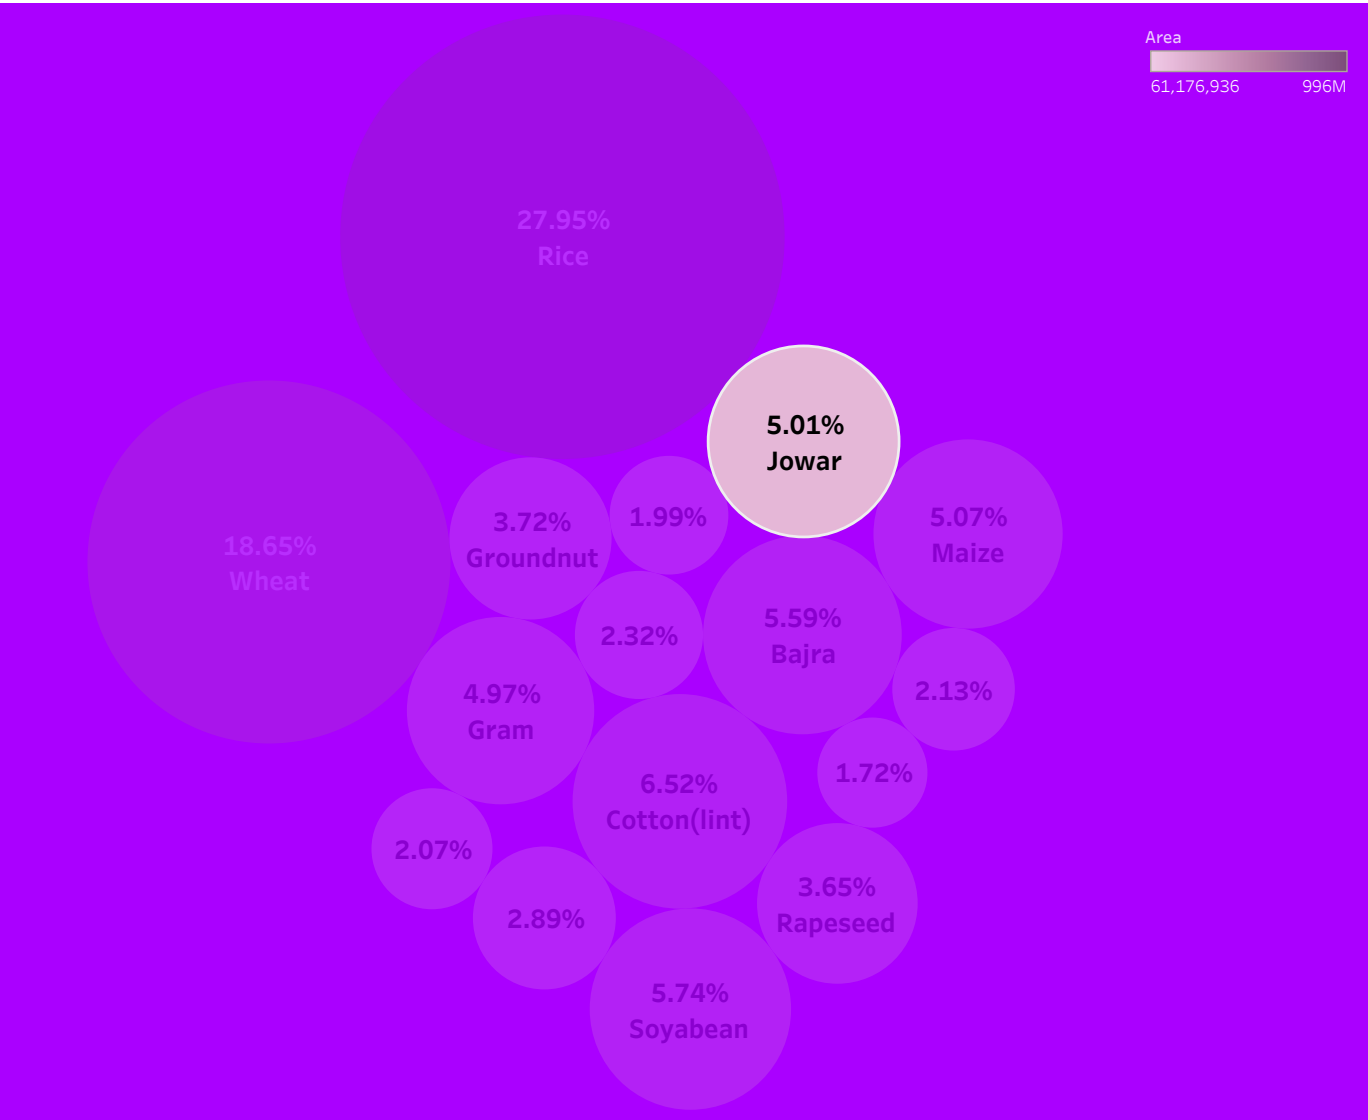 Area
61,176,936 996M
27.95%
Rice
5.01%
Jowar
18.65%
Wheat
3.72%
Groundnut
1.99%
5.07%
Maize
2.32%
5.59%
Bajra
4.97%
Gram
2.13%
6.52%
Cotton(lint)
1.72%
2.07%
2.89%
3.65%
Rapeseed
5.74%
Soyabean